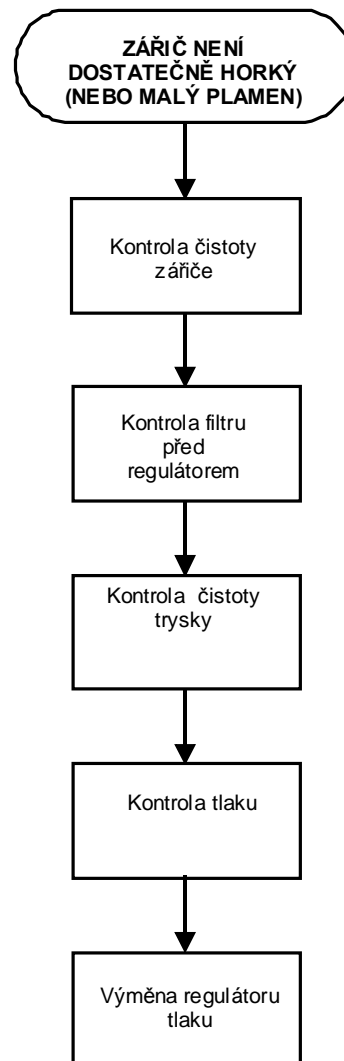 ZÁŘIČ NENÍ
DOSTATEČNĚ HORKÝ
(NEBO MALÝ PLAMEN)
Kontrola čistoty
zářiče
Kontrola filtru
před
regulátorem
Kontrola čistoty
trysky
Kontrola tlaku
Výměna regulátoru
tlaku